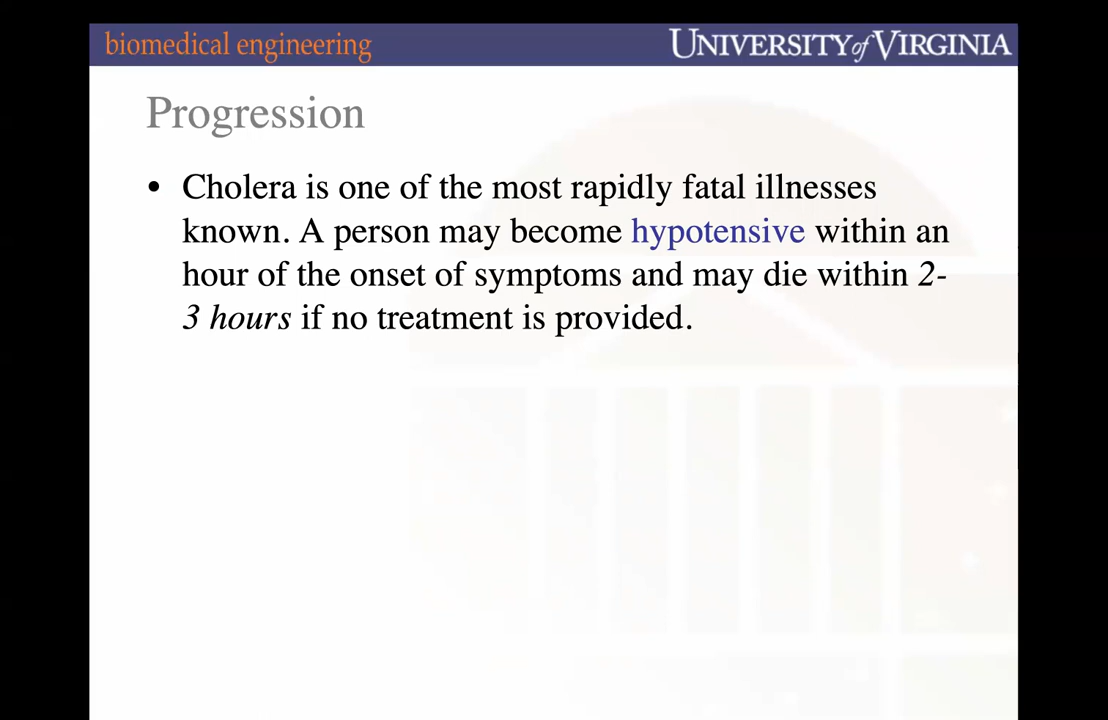 biomedical engineering
UNIVERSITY of VIRGINIA
Progression
• Cholera is one of the most rapidly fatal illnesses
known. A person may become hypotensive within an
hour of the onset of symptoms and may die within 2-
3 hours if no treatment is provided.